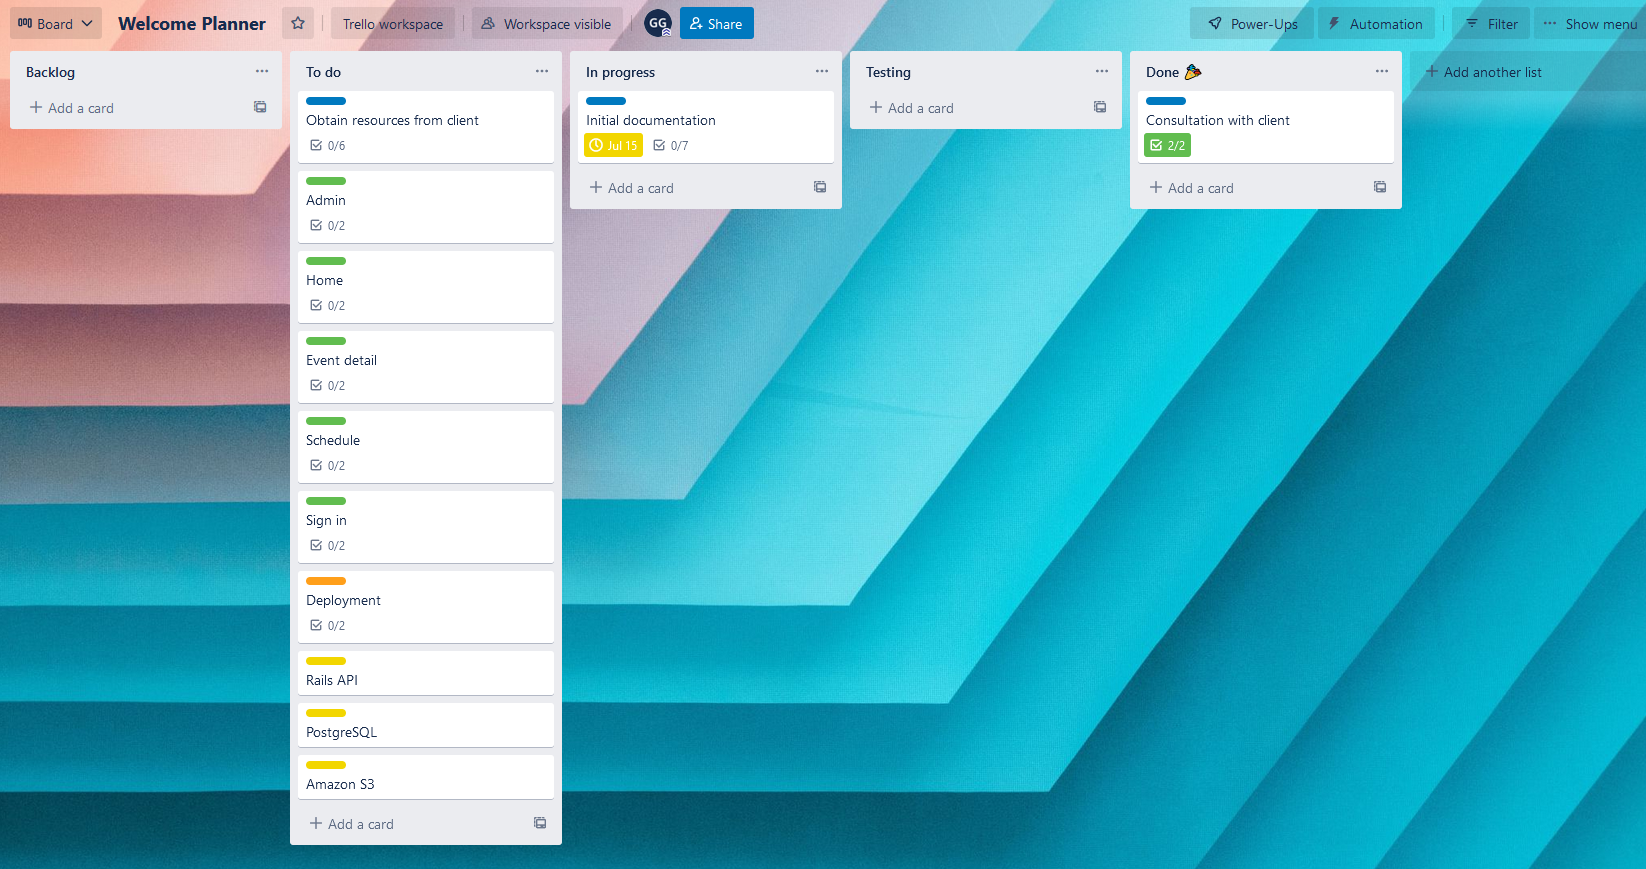 Board
Welcome Planner
Trello workspace
Workspace visible
GG
Share
Power-Ups
Automation
Filter
Show menu
Backlog
Add a card
To do
Obtain resources from client
0/6
Admin
0/2
Home
0/2
Event detail
0/2
Schedule
0/2
Sign in
0/2
Deployment
0/2
Rails API
PostgreSQL
Amazon S3
Add a card
In progress
Initial documentation
Jul 15 0/7
Add a card
Testing
Add a card
Done 🎉
Consultation with client
2/2
Add a card
Add another list